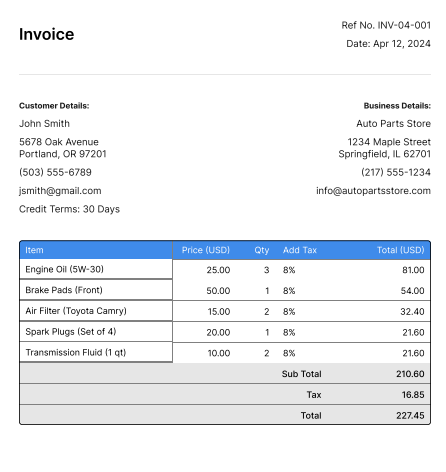 Invoice
Ref No. INV-04-001
Date: Apr 12, 2024
Customer Details:
John Smith
5678 Oak Avenue
Portland, OR 97201
(503) 555-6789
jsmith@gmail.com
Credit Terms: 30 Days
Business Details:
Auto Parts Store
1234 Maple Street
Springfield, IL 62701
(217) 555-1234
info@autopartsstore.com
Item Price (USD) Qty Add Tax Total (USD)
Engine Oil (5W-30) 25.00 3 8% 81.00
Brake Pads (Front) 50.00 1 8% 54.00
Air Filter (Toyota Camry) 15.00 2 8% 32.40
Spark Plugs (Set of 4) 20.00 1 8% 21.60
Transmission Fluid (1 qt) 10.00 2 8% 21.60
Sub Total 210.60
Tax 16.85
Total 227.45